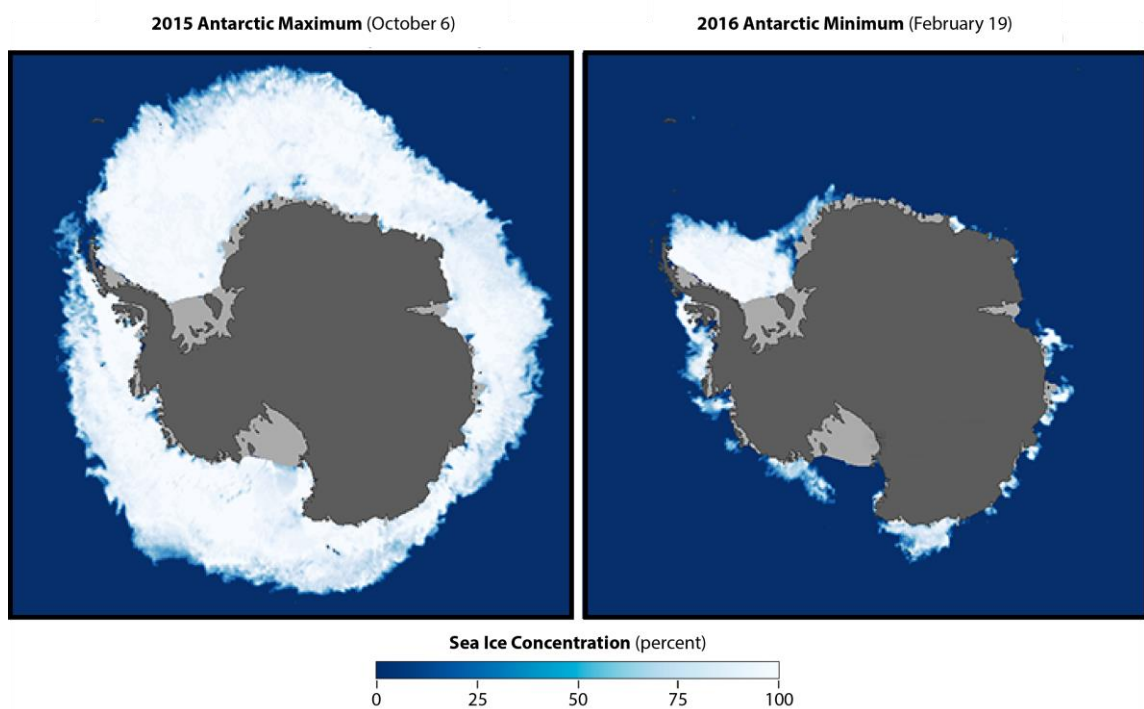 2015 Antarctic Maximum (October 6)
2016 Antarctic Minimum (February 19)
Sea Ice Concentration (percent)
0 25 50 75 100